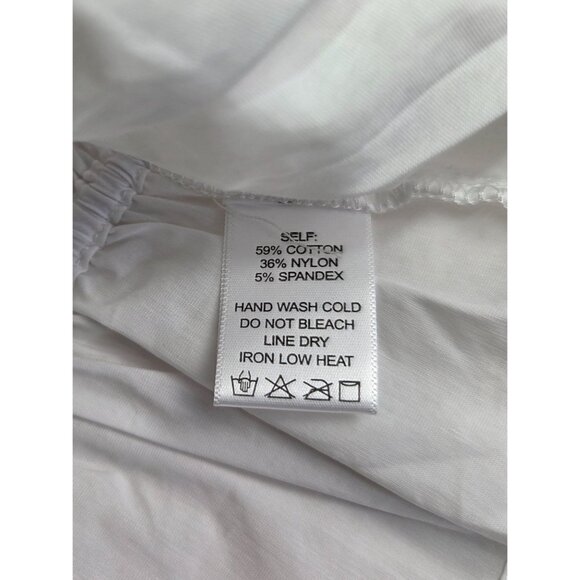 SELF:
59% COTTON
36% NYLON
5% SPANDEX
HAND WASH COLD
DO NOT BLEACH
LINE DRY
IRON LOW HEAT